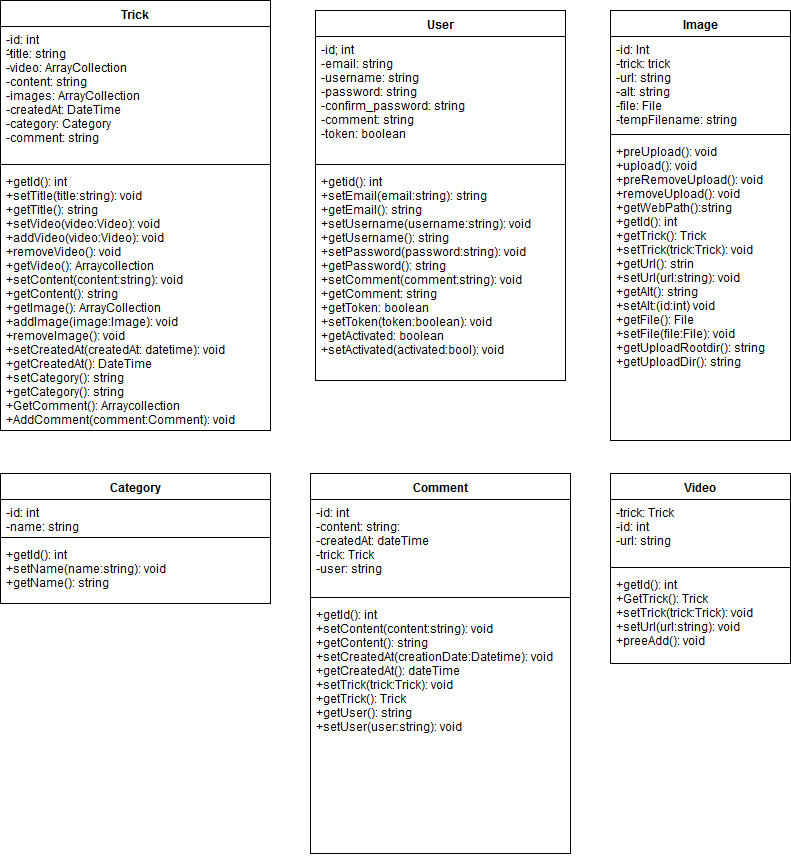 Trick
-id: int
-title: string
-video: ArrayCollection
-content: string
-images: ArrayCollection
-createdAt: DateTime
-category: Category
-comment: string
+getId(): int
+setTitle(title:string): void
+getTitle(): string
+setVideo(video:Video): void
+addVideo(video:Video): void
+removeVideo(): void
+getVideo(): Arraycollection
+setContent(content:string): void
+getContent(): string
+getImage(): ArrayCollection
+addImage(image:Image): void
+removeImage(): void
+setCreatedAt(createdAt: datetime): void
+getCreatedAt(): DateTime
+setCategory(): string
+getCategory(): string
+GetComment(): Arraycollection
+AddComment(comment:Comment): void
User
-id; int
-email: string
-username: string
-password: string
-confirm_password: string
-comment: string
-token: boolean
+getid(): int
+setEmail(email:string): string
+getEmail(): string
+setUsername(username:string): void
+getUsername(): string
+setPassword(password:string): void
+getPassword(): string
+setComment(comment:string): void
+getComment: string
+getToken: boolean
+setToken(token:boolean): void
+getActivated: boolean
+setActivated(activated:bool): void
Image
-id: Int
-trick: trick
-url: string
-alt: string
-file: File
-tempFilename: string
+preUpload(): void
+upload(): void
+preRemoveUpload(): void
+removeUpload(): void
+getWebPath():string
+getId(): int
+getTrick(): Trick
+setTrick(trick:Trick): void
+getUrl(): strin
+setUrl(url:string): void
+getAlt(): string
+setAlt:(id:int) void
+getFile(): File
+setFile(file:File): void
+getUploadRootdir(): string
+getUploadDir(): string
Category
-id: int
-name: string
+getId(): int
+setName(name:string): void
+getName(): string
Comment
-id: int
-content: string:
-createdAt: dateTime
-trick: Trick
-user: string
+getId(): int
+setContent(content:string): void
+getContent(): string
+setCreatedAt(creationDate:Datetime): void
+getCreatedAt(): dateTime
+setTrick(trick:Trick): void
+getTrick(): Trick
+getUser(): string
+setUser(user:string): void
Video
-trick: Trick
-id: int
-url: string
+getId(): int
+GetTrick(): Trick
+setTrick(trick:Trick): void
+setUrl(url:string): void
+preeAdd(): void